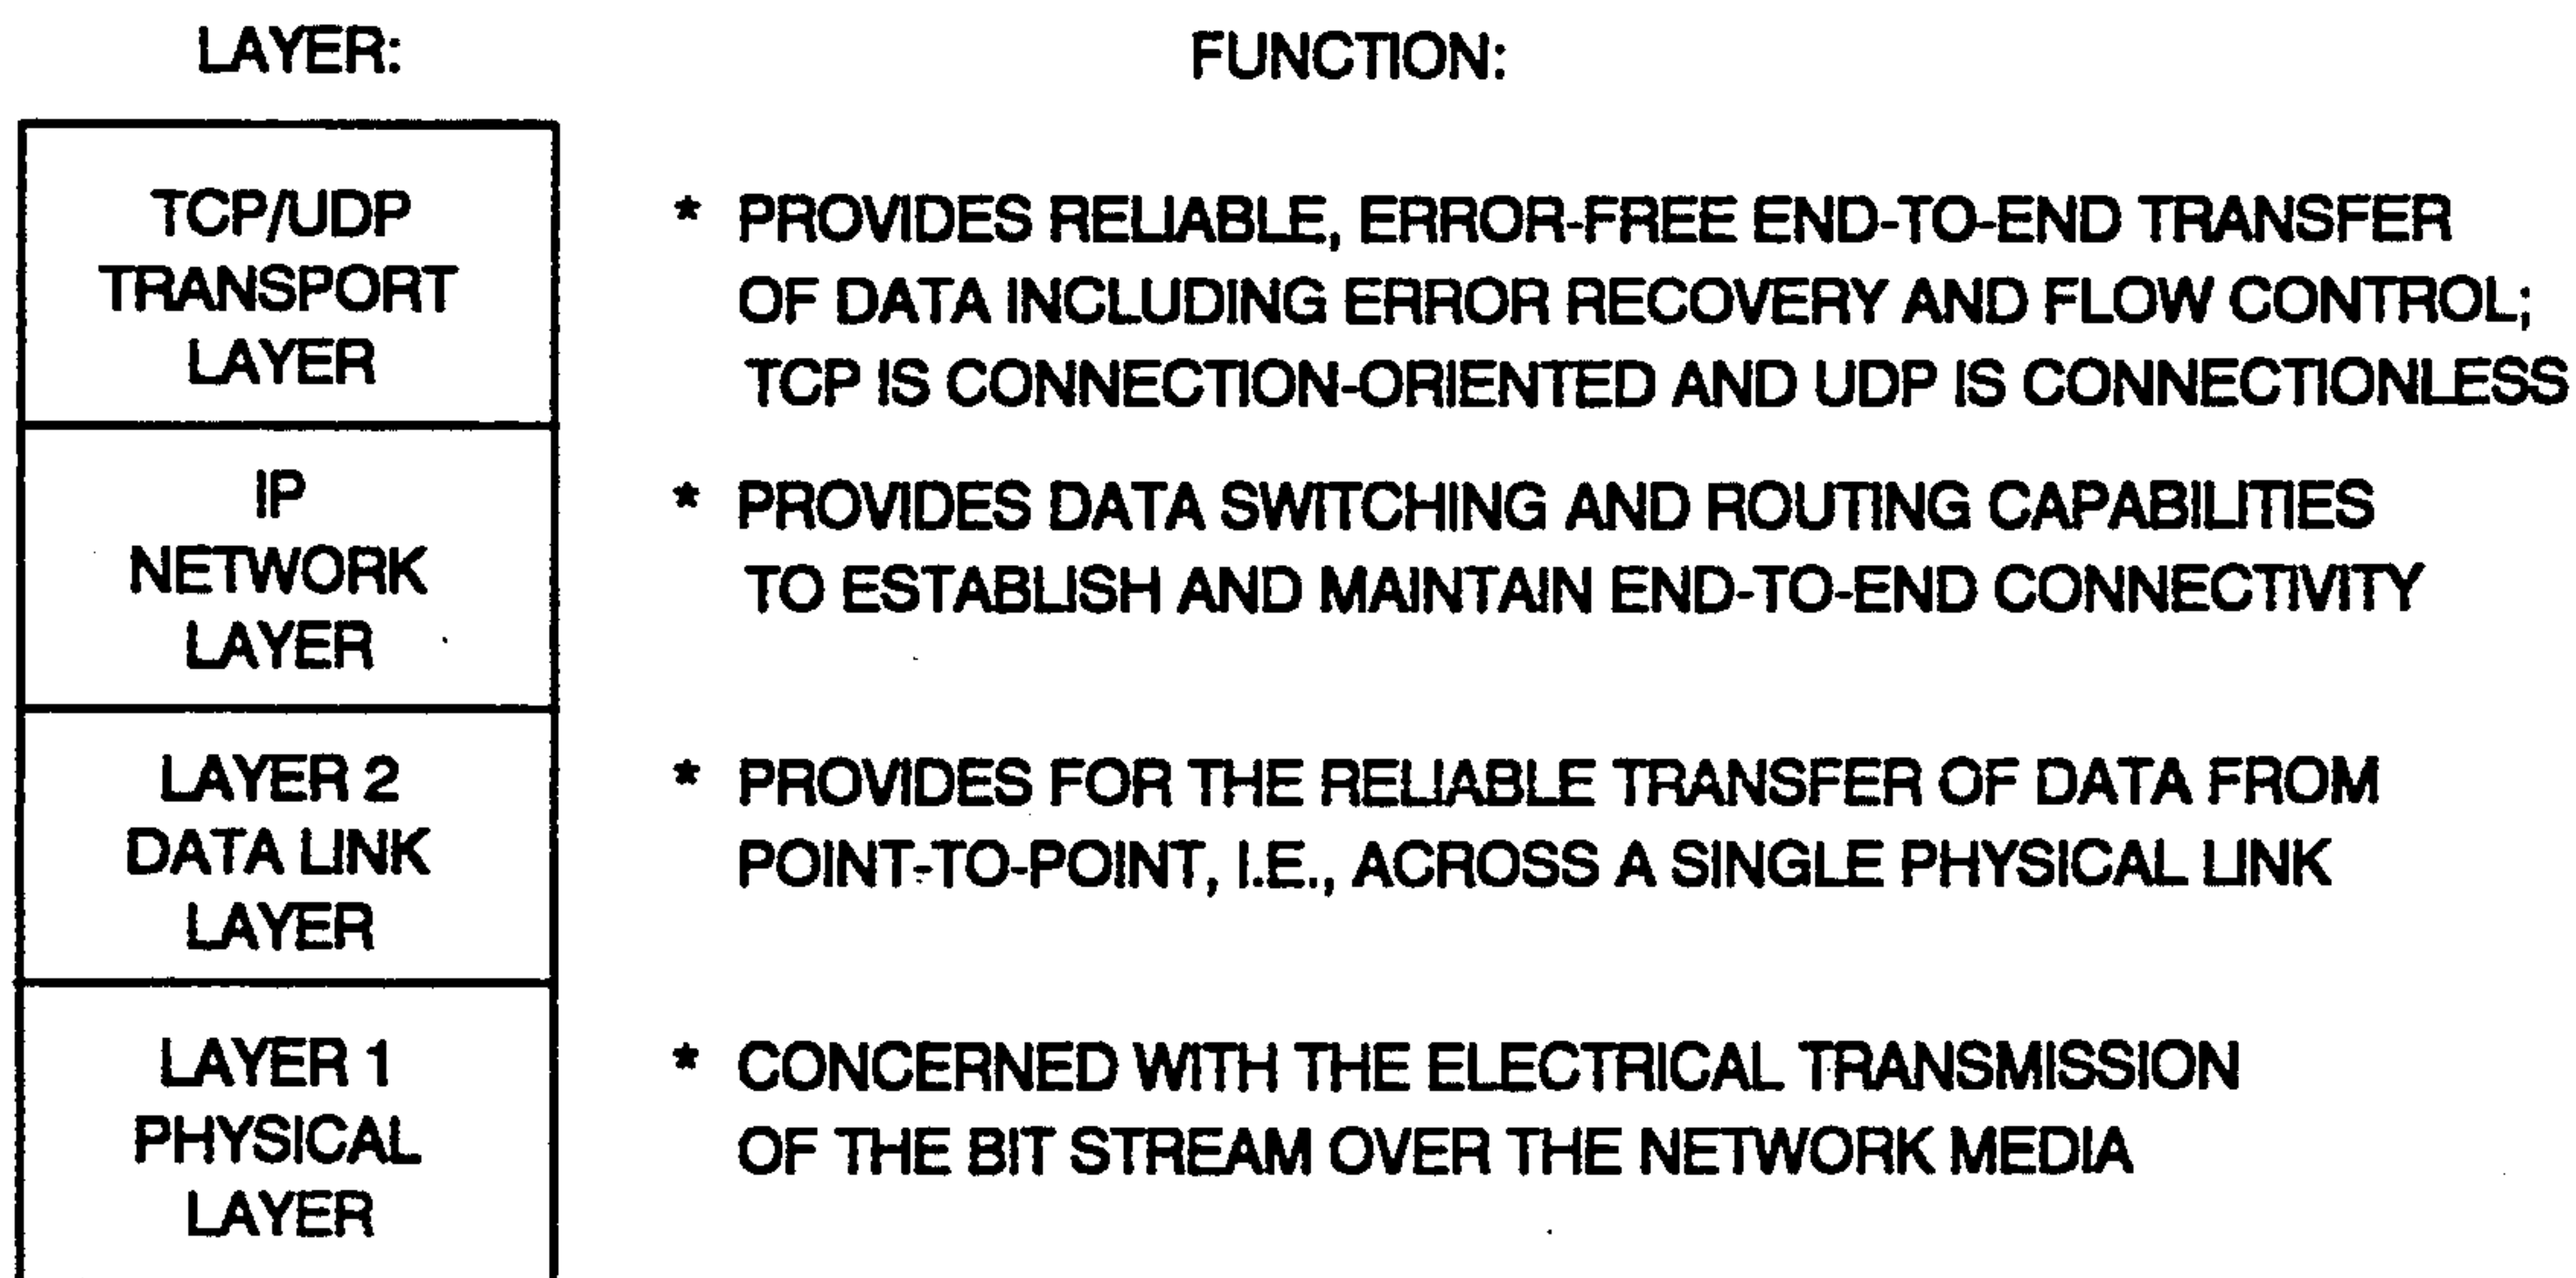 LAYER:
FUNCTION:
TCP/UDP
TRANSPORT
LAYER
* PROVIDES RELIABLE, ERROR-FREE END-TO-END TRANSFER
OF DATA INCLUDING ERROR RECOVERY AND FLOW CONTROL;
TCP IS CONNECTION-ORIENTED AND UDP IS CONNECTIONLESS
IP
NETWORK
LAYER
* PROVIDES DATA SWITCHING AND ROUTING CAPABILITIES
TO ESTABLISH AND MAINTAIN END-TO-END CONNECTIVITY
LAYER 2
DATA LINK
LAYER
* PROVIDES FOR THE RELIABLE TRANSFER OF DATA FROM
POINT-TO-POINT, I.E., ACROSS A SINGLE PHYSICAL LINK
LAYER 1
PHYSICAL
LAYER
* CONCERNED WITH THE ELECTRICAL TRANSMISSION
OF THE BIT STREAM OVER THE NETWORK MEDIA